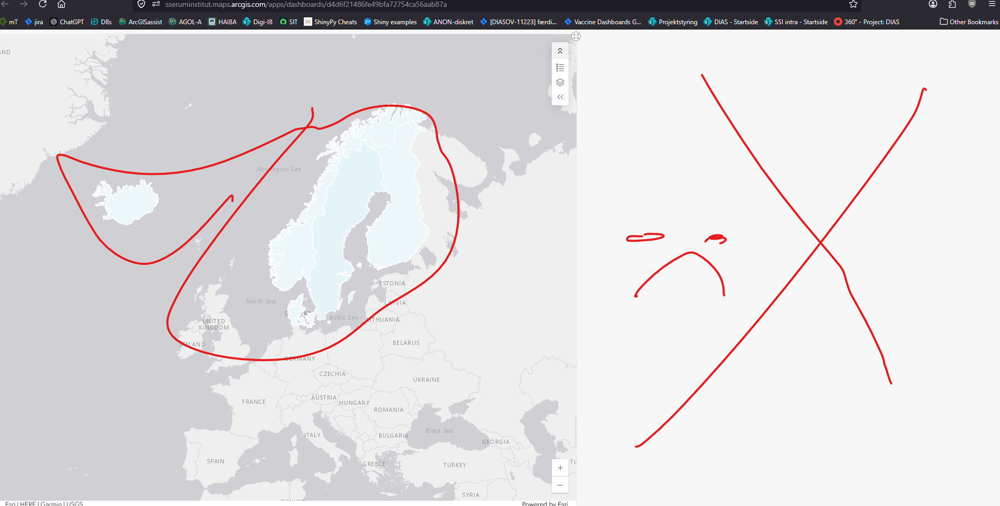 sseruminstitut.maps.arcgis.com/apps/dashboards/d4d6f21486fe49bfa72754ca56aab87a
mT jira ChatGPT DBs ArcGISassist AGOL-A HAIBA Digi-IB SIT ShinyPy Cheats Shiny examples ANON-diskret [DIASOV-11223] færdi... Vaccine Dashboards G... Projektstyring DIAS - Startside SSI intra - Startside 360° - Project: DIAS Other Bookmarks
AND
Norwegian Sea
ESTONIA
North Sea
LATVIA
Baltic Sea
LITHUANIA
UNITED
KINGDOM
BELARUS
IRELAND
GERMANY
CZECHIA
UKRAINE
AUSTRIA
FRANCE
HUNGARY
ROMANIA
Black Sea
ITALY
BULGARIA
GEORGIA
SPAIN
GREECE
TURKEY
TU
SYRIA
Esri | HERE | Garmin | USGS
Powered by Esri